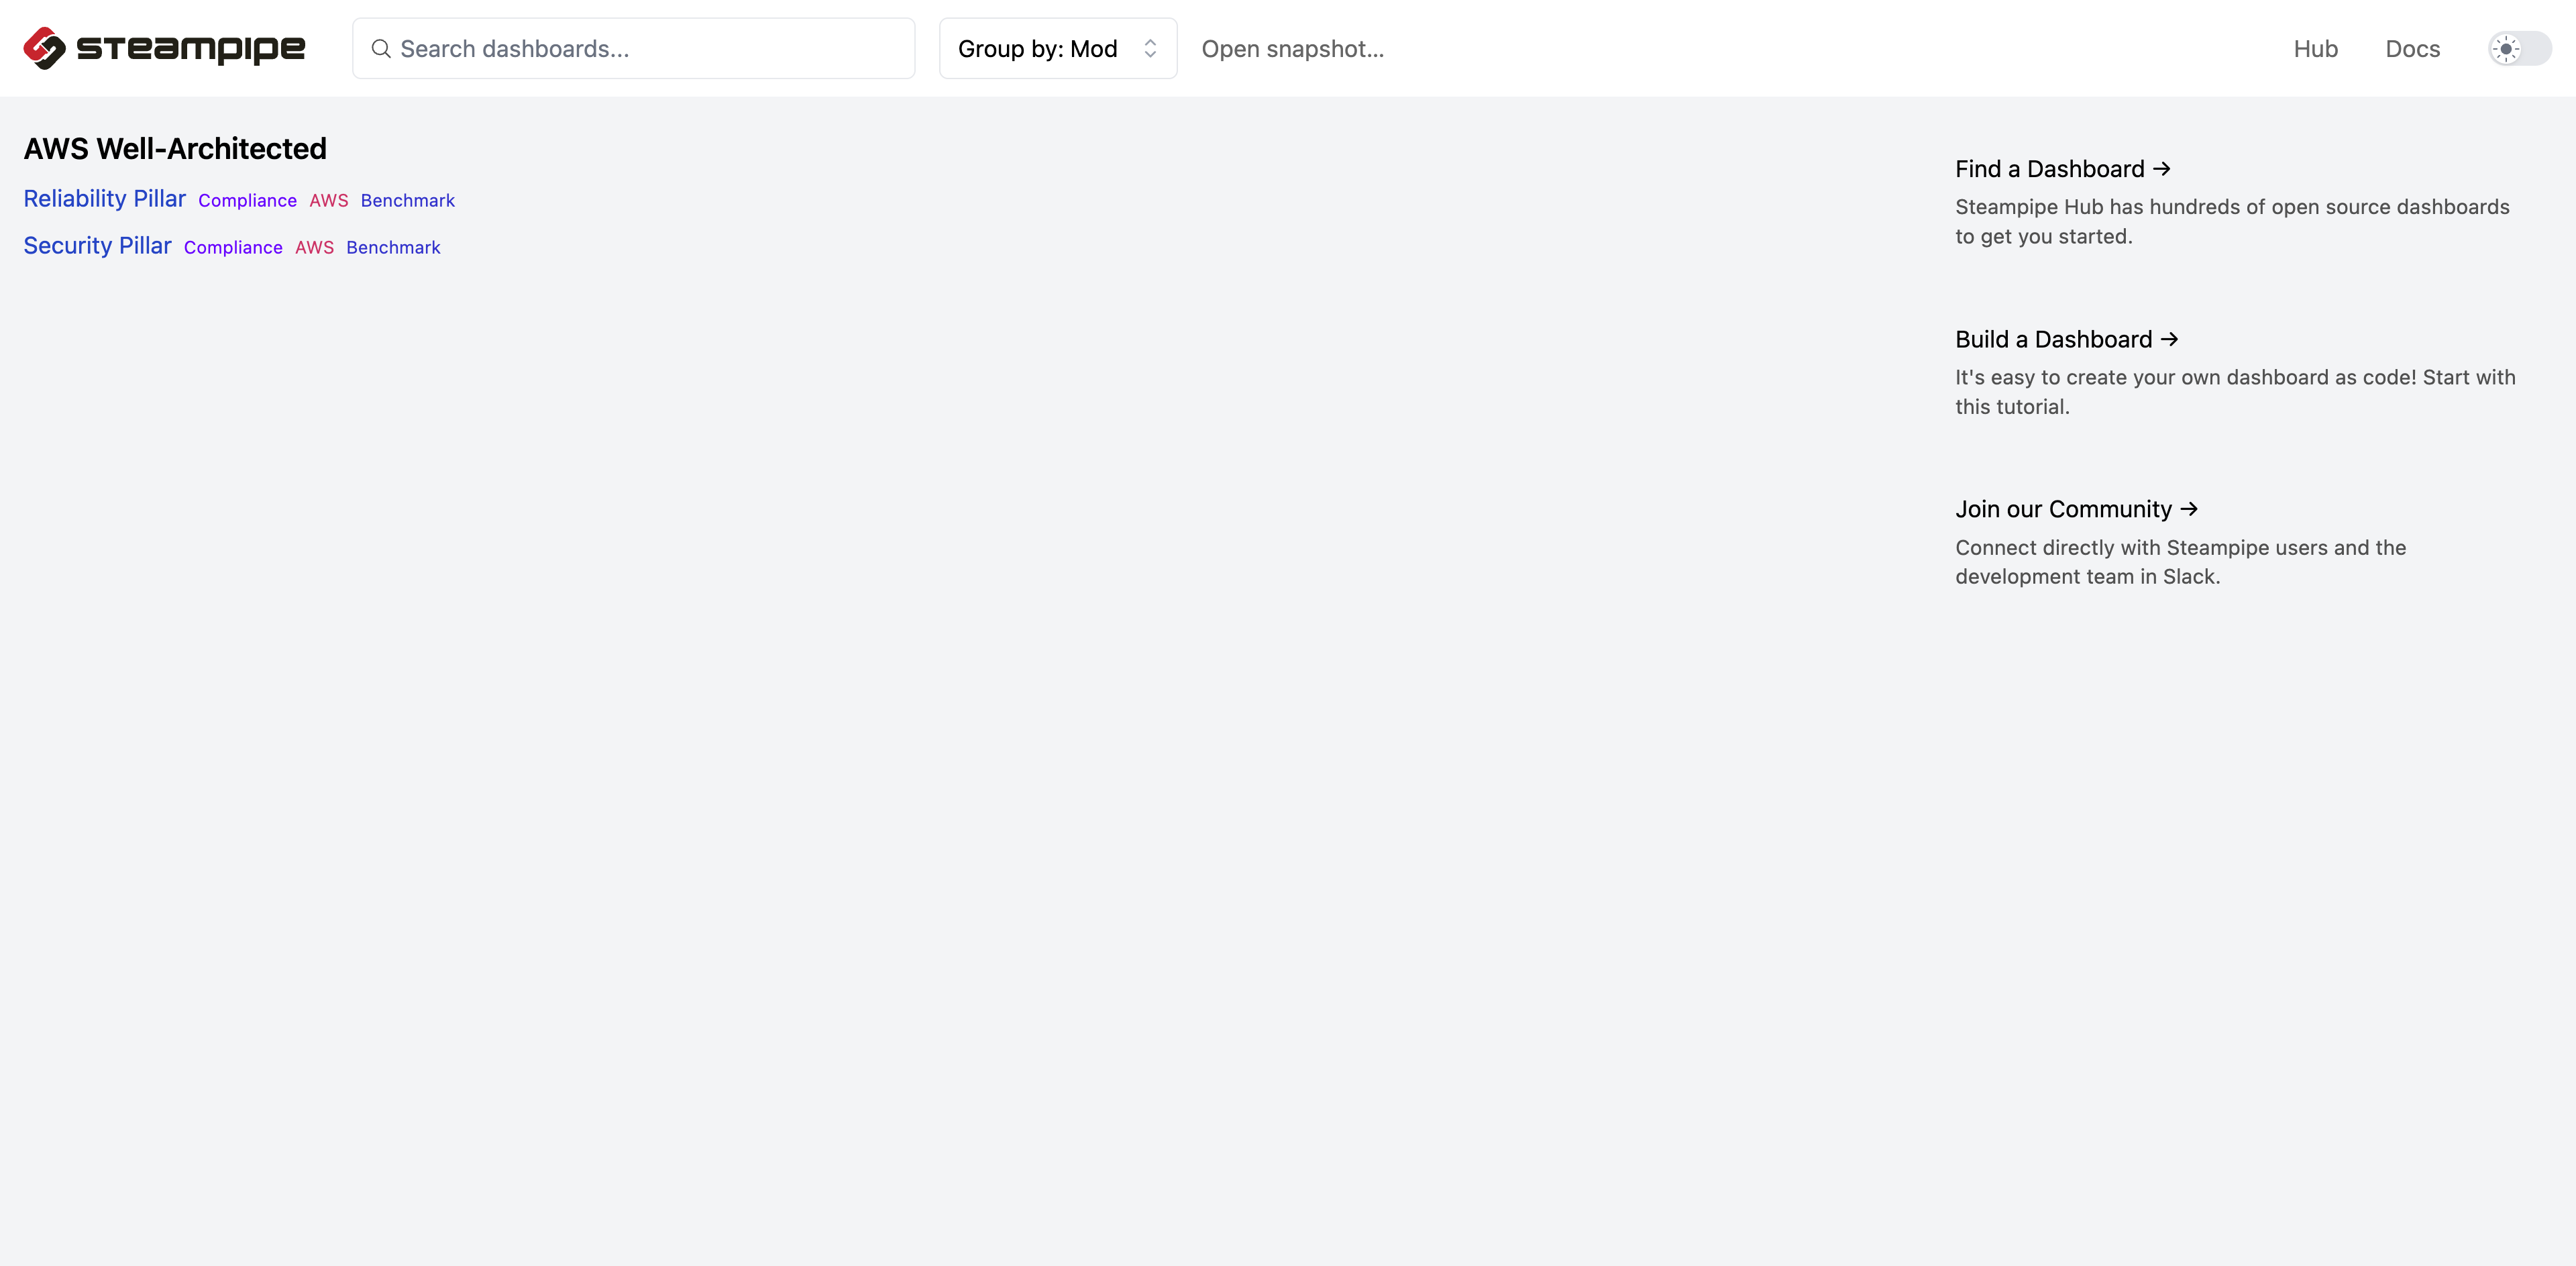 steampipe
Search dashboards...
Group by: Mod
Open snapshot...
Hub
Docs
AWS Well-Architected
Reliability Pillar Compliance AWS Benchmark
Security Pillar Compliance AWS Benchmark
Find a Dashboard →
Steampipe Hub has hundreds of open source dashboards
to get you started.
Build a Dashboard →
It's easy to create your own dashboard as code! Start with
this tutorial.
Join our Community →
Connect directly with Steampipe users and the
development team in Slack.